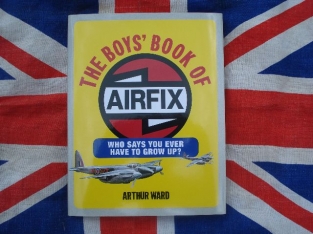 THE BOYS' BOOK OF
AIRFIX
WHO SAYS YOU EVER
HAVE TO GROW UP?
ARTHUR WARD